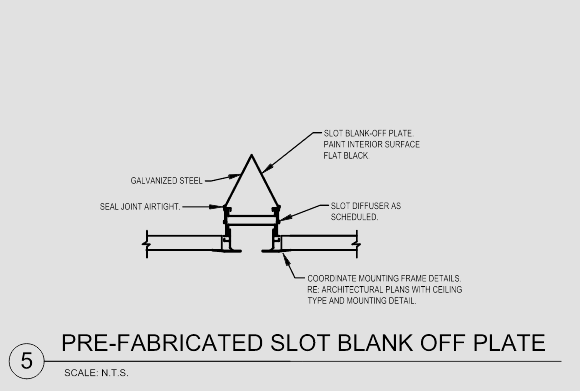 SLOT BLANK-OFF PLATE.
PAINT INTERIOR SURFACE
FLAT BLACK
GALVANIZED STEEL
SEAL JOINT AIRTIGHT.
SLOT DIFFUSER AS
SCHEDULED.
COORDINATE MOUNTING FRAME DETAILS.
RE: ARCHITECTURAL PLANS WITH CEILING
TYPE AND MOUNTING DETAIL.
5
PRE-FABRICATED SLOT BLANK OFF PLATE
SCALE: N.T.S.